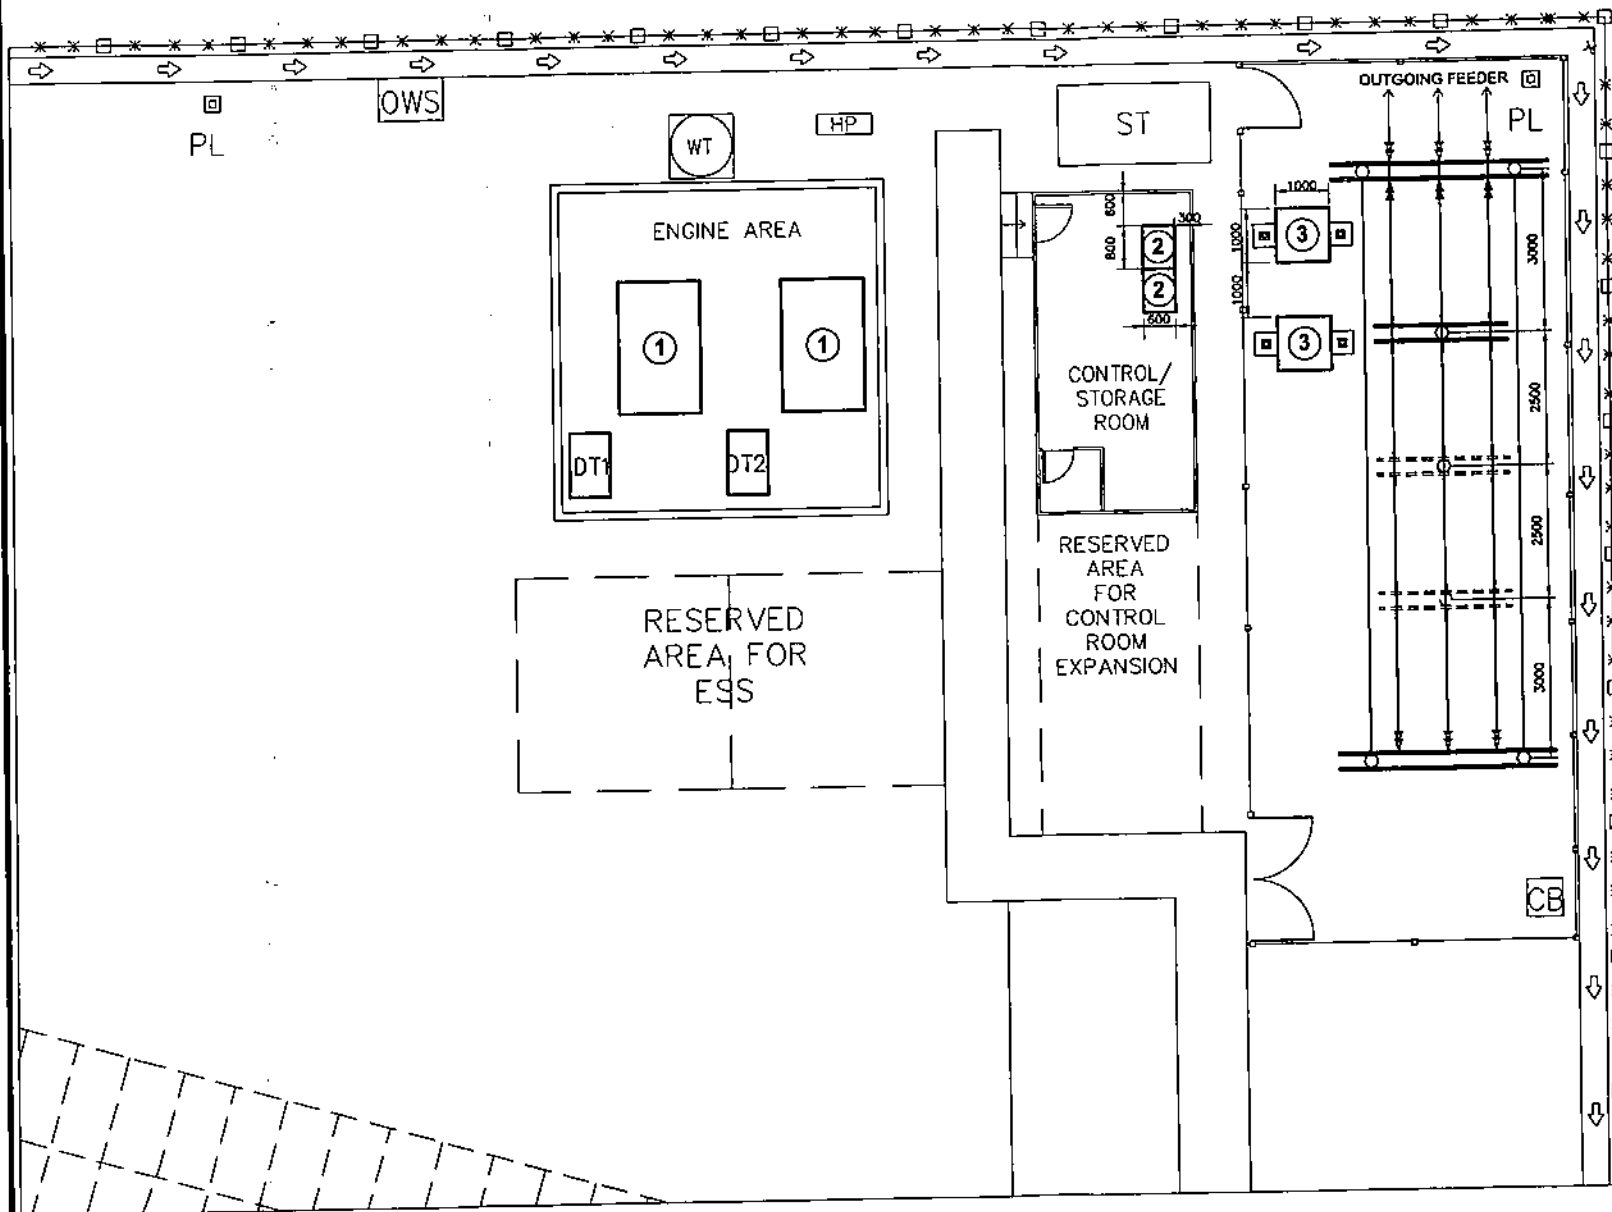 OUTGOING FEEDER
PL
OWS
PL
WT
HP
ST
ENGINE AREA
1
1
DT1
DT2
600
800
300
2
2
600
CONTROL/
STORAGE
ROOM
1000
1000
1000
3
3
3000
2500
2500
3000
RESERVED
AREA FOR
ESS
RESERVED
AREA
FOR
CONTROL
ROOM
EXPANSION
CB